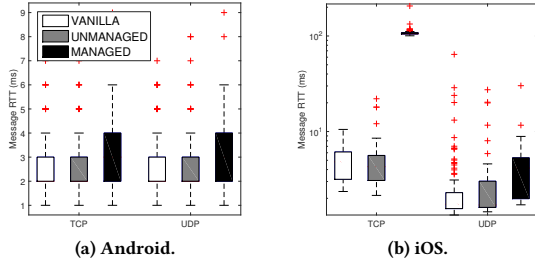 VANILLA
UNMANAGED
MANAGED
Message RTT (ms)
9
8
7
6
5
4
3
2
1
TCP
UDP
(a) Android.
Message RTT (ms)
10²
10¹
TCP
UDP
(b) iOS.